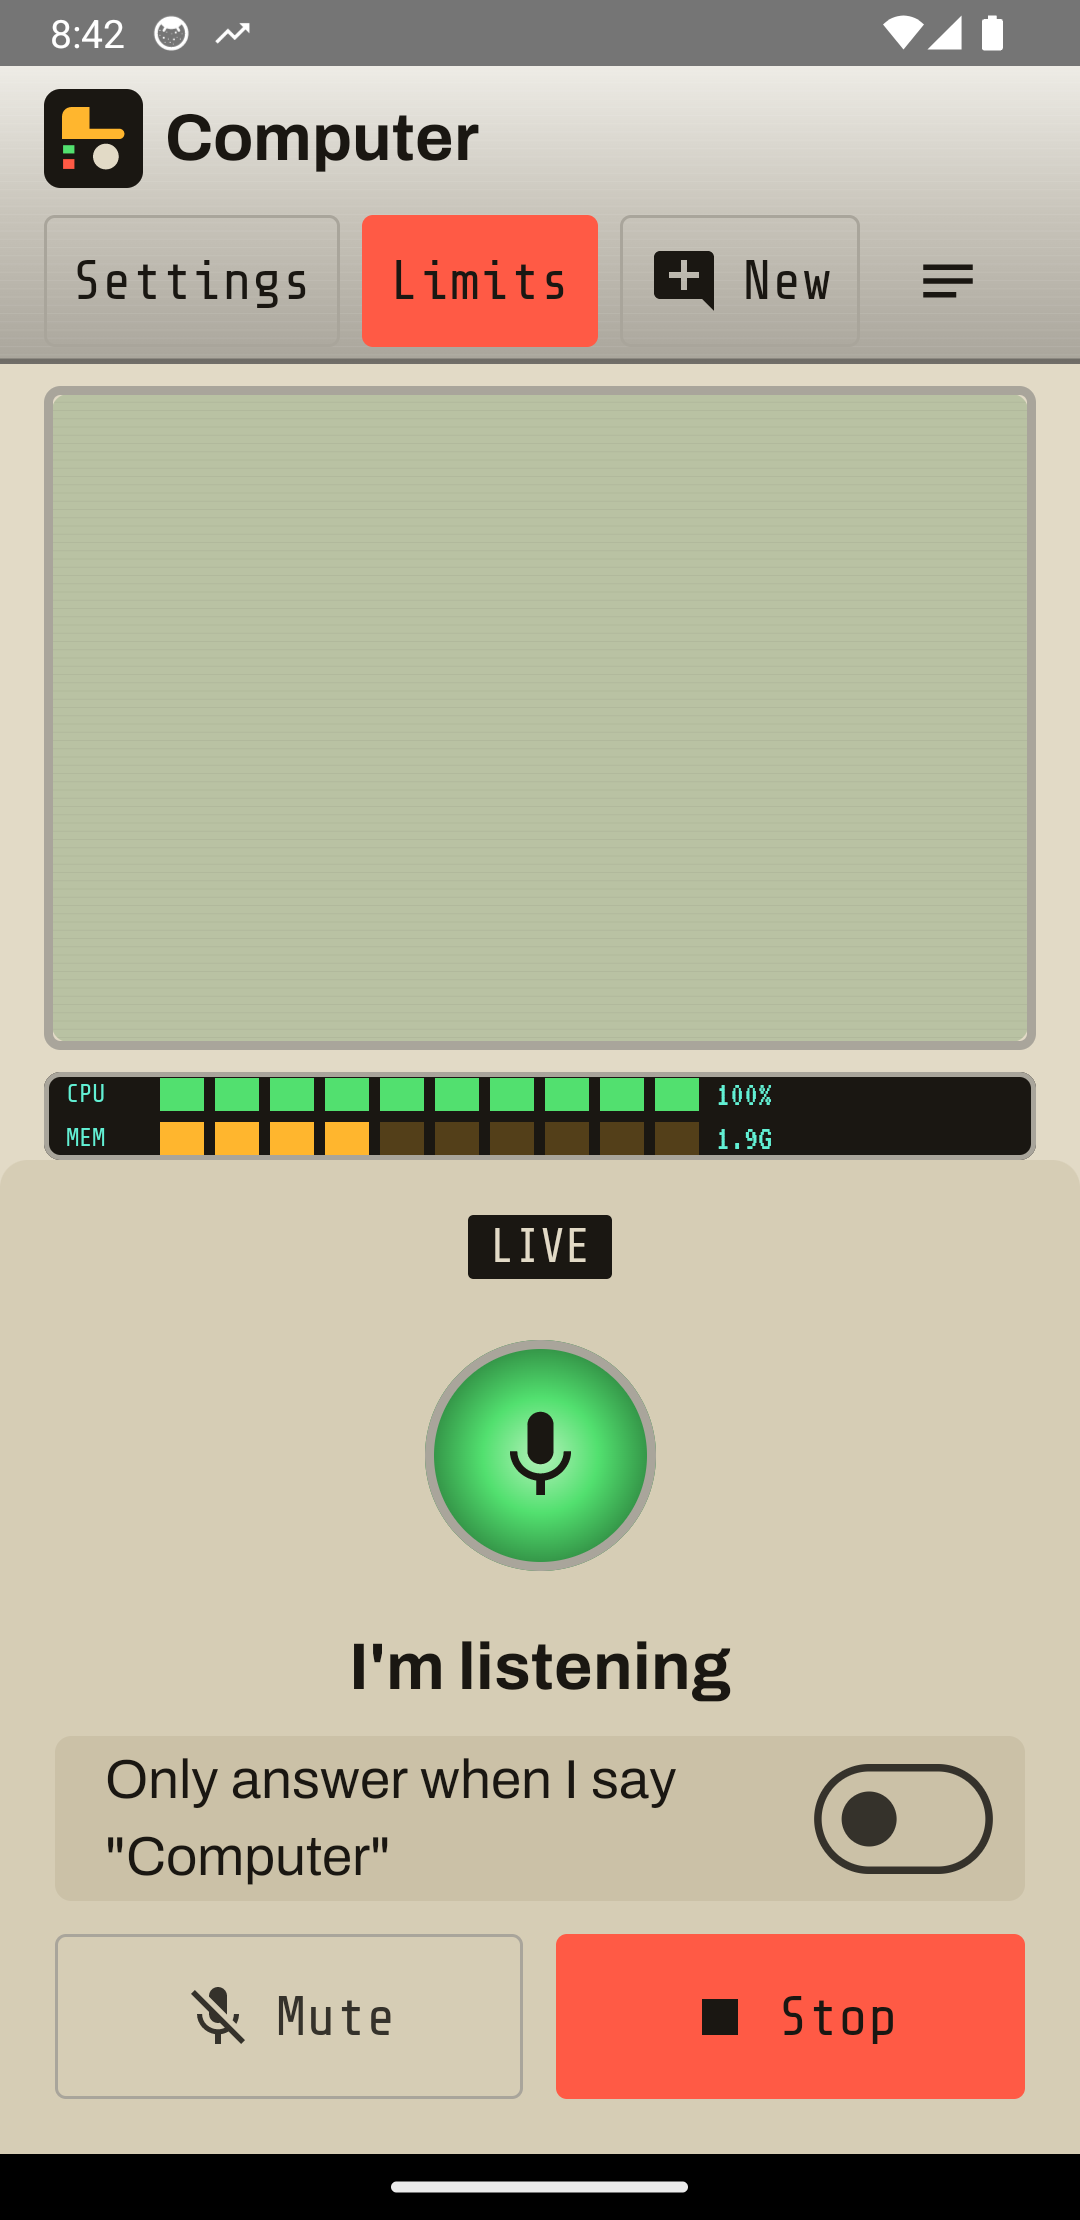 8:42
Computer
Settings
Limits
New
CPU
100%
MEM
1.9G
LIVE
I'm listening
Only answer when I say
"Computer"
Mute
Stop